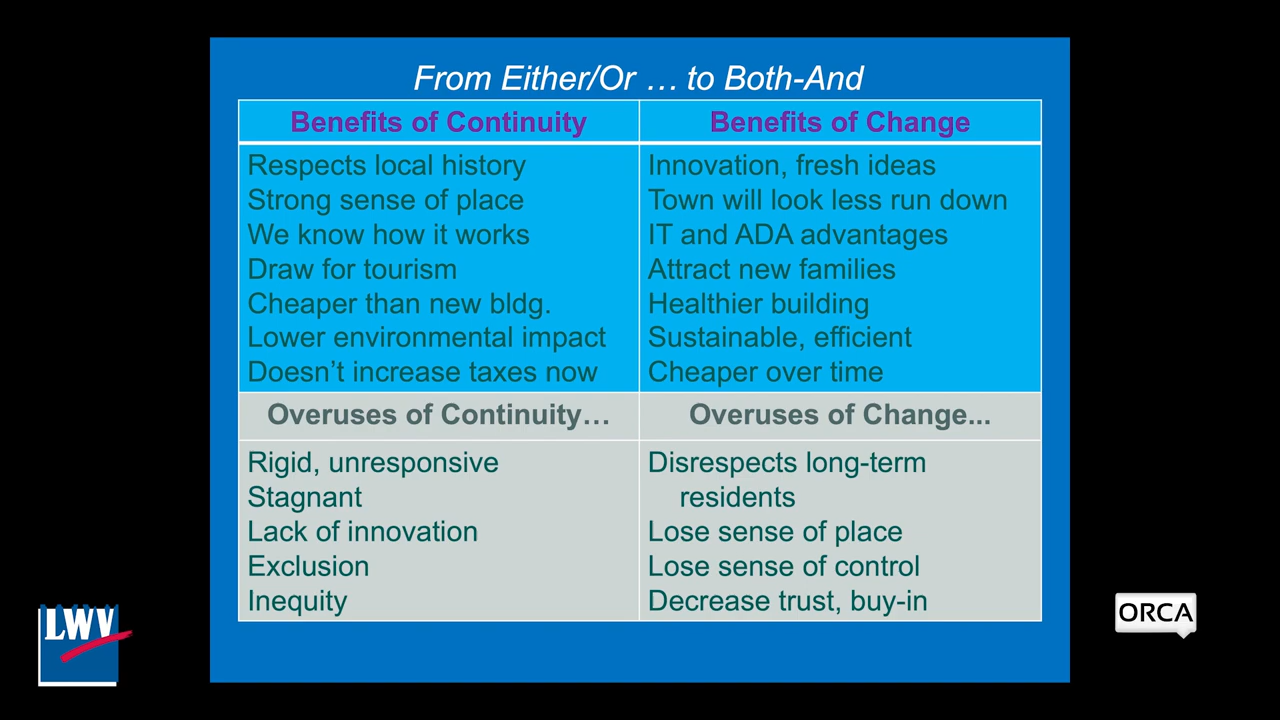 From Either/Or … to Both-And
Benefits of Continuity
Benefits of Change
Respects local history
Strong sense of place
We know how it works
Draw for tourism
Cheaper than new bldg.
Lower environmental impact
Doesn’t increase taxes now
Innovation, fresh ideas
Town will look less run down
IT and ADA advantages
Attract new families
Healthier building
Sustainable, efficient
Cheaper over time
Overuses of Continuity…
Overuses of Change...
Rigid, unresponsive
Stagnant
Lack of innovation
Exclusion
Inequity
Disrespects long-term
residents
Lose sense of place
Lose sense of control
Decrease trust, buy-in
LWV
ORCA